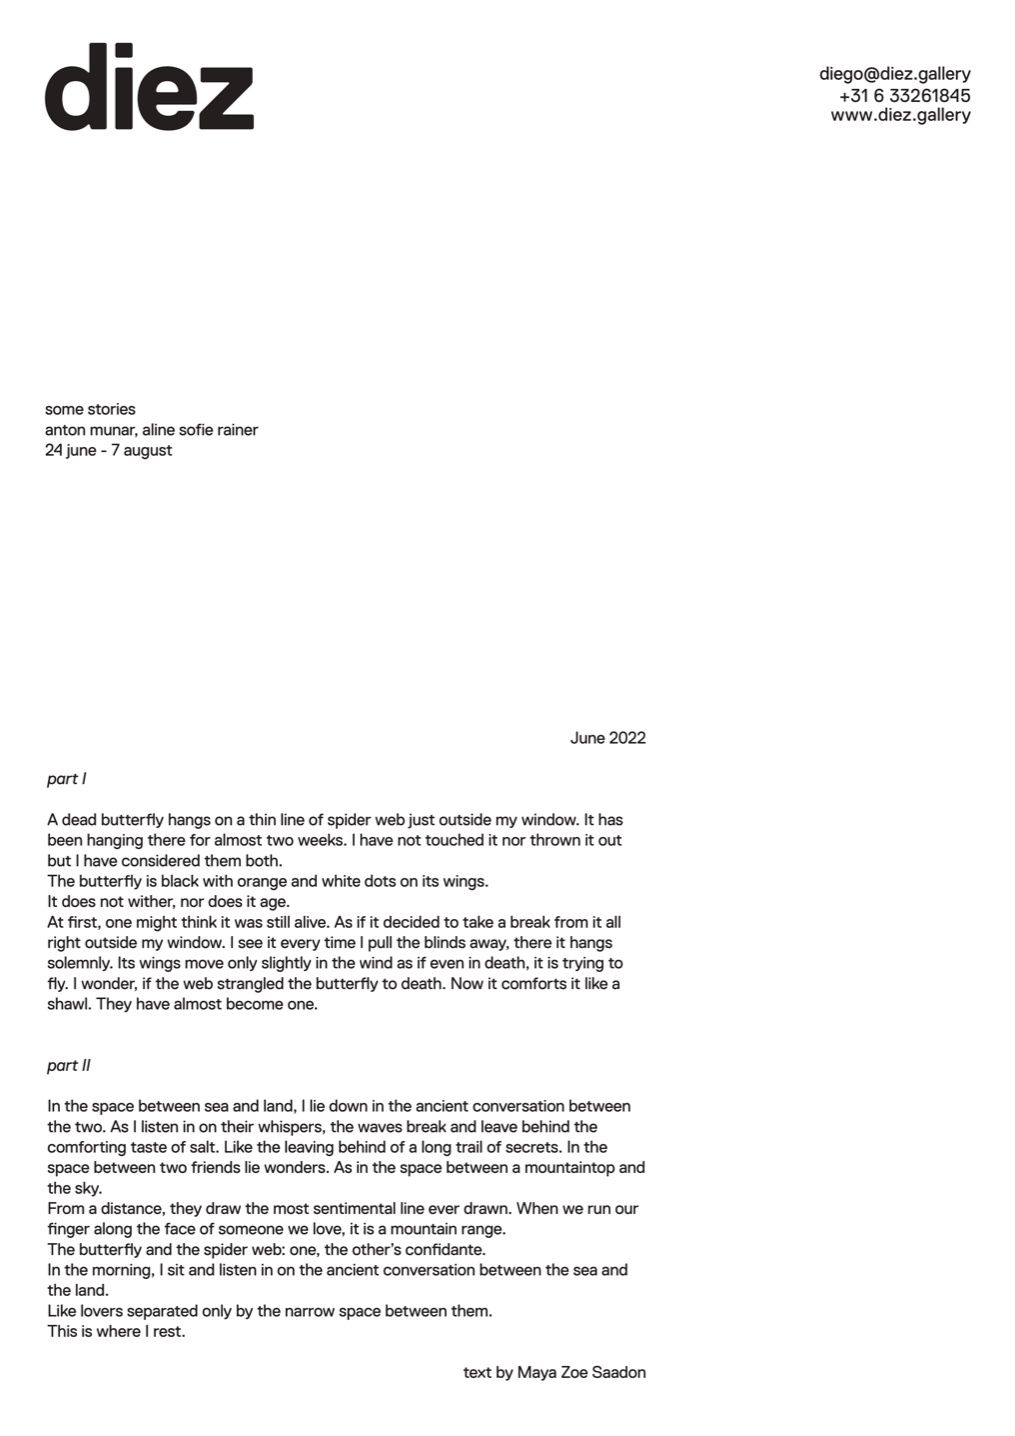 diez
diego@diez.gallery
+31 6 33261845
www.diez.gallery
some stories
anton munar, aline sofie rainer
24 june - 7 august
June 2022
part I
A dead butterfly hangs on a thin line of spider web just outside my window. It has
been hanging there for almost two weeks. I have not touched it nor thrown it out
but I have considered them both.
The butterfly is black with orange and white dots on its wings.
It does not wither, nor does it age.
At first, one might think it was still alive. As if it decided to take a break from it all
right outside my window. I see it every time I pull the blinds away, there it hangs
solemnly. Its wings move only slightly in the wind as if even in death, it is trying to
fly. I wonder, if the web strangled the butterfly to death. Now it comforts it like a
shawl. They have almost become one.
part II
In the space between sea and land, I lie down in the ancient conversation between
the two. As I listen in on their whispers, the waves break and leave behind the
comforting taste of salt. Like the leaving behind of a long trail of secrets. In the
space between two friends lie wonders. As in the space between a mountaintop and
the sky.
From a distance, they draw the most sentimental line ever drawn. When we run our
finger along the face of someone we love, it is a mountain range.
The butterfly and the spider web: one, the other's confidante.
In the morning, I sit and listen in on the ancient conversation between the sea and
the land.
Like lovers separated only by the narrow space between them.
This is where I rest.
text by Maya Zoe Saadon